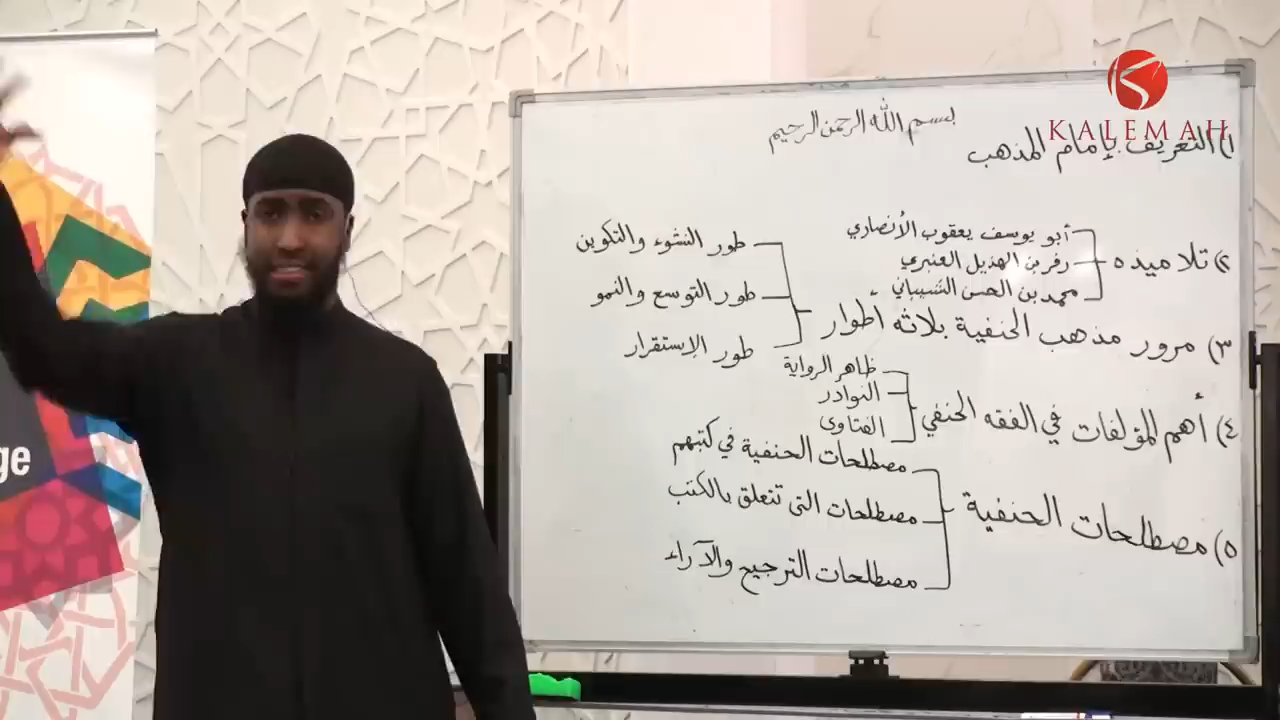 KALEMAH
بسم الله الرحمن الرحيم
١) التعريف بإمام المذهب
٢) تلاميذه
أبو يوسف يعقوب الأنصاري
زفر بن الهذيل العنبري
محمد بن الحسن الشيباني
٣) مرور مذهب الحنفية بثلاثه أطوار
طور النشوء والتكوين
طور التوسع والنمو
طور الإستقرار
٤) أهم المؤلفات في الفقه الحنفي
ظاهر الرواية
النوادر
الفتاوى
٥) مصطلحات الحنفية
مصطلحات الحنفية في كتبهم
مصطلحات التي تتعلق بالكتب
مصطلحات الترجيح والآراء
ge